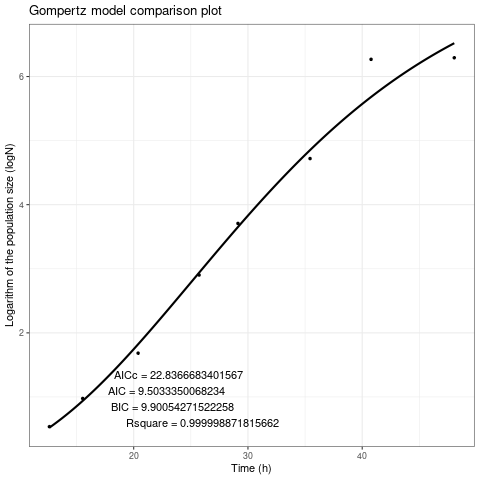 Gompertz model comparison plot
Logarithm of the population size (logN)
6
4
2
AICc = 22.8366683401567
AIC = 9.5033350068234
BIC = 9.90054271522258
Rsquare = 0.999998871815662
20
30
40
Time (h)